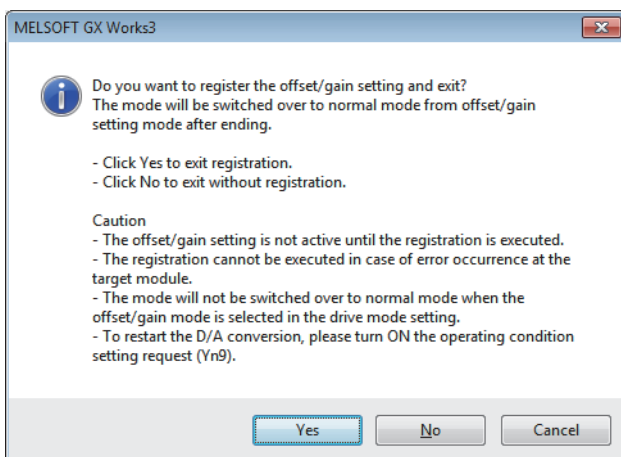 MELSOFT GX Works3
Do you want to register the offset/gain setting and exit?
The mode will be switched over to normal mode from offset/gain
setting mode after ending.
- Click Yes to exit registration.
- Click No to exit without registration.
Caution
- The offset/gain setting is not active until the registration is executed.
- The registration cannot be executed in case of error occurrence at the
target module.
- The mode will not be switched over to normal mode when the
offset/gain mode is selected in the drive mode setting.
- To restart the D/A conversion, please turn ON the operating condition
setting request (Yn9).
Yes No Cancel